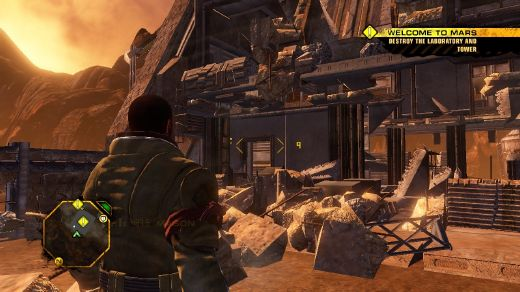 WELCOME TO MARS
DESTROY THE LABORATORY AND
TOWER
9